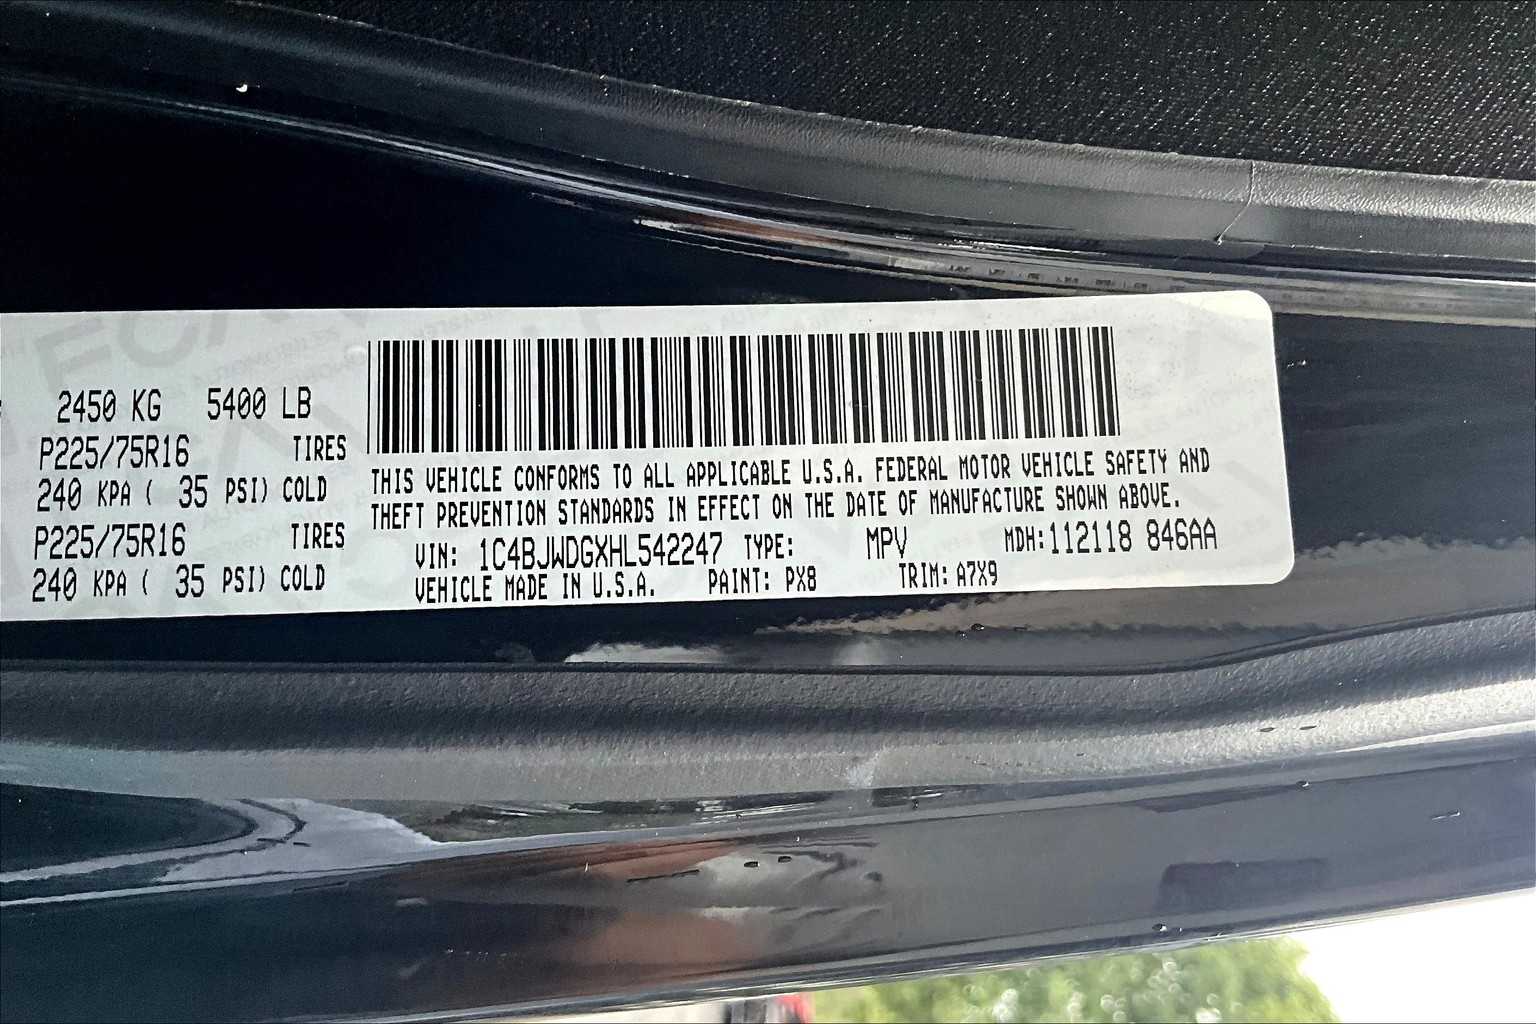 2450 KG 5400 LB
P225/75R16 TIRES
240 KPA ( 35 PSI) COLD
P225/75R16 TIRES
240 KPA ( 35 PSI) COLD
THIS VEHICLE CONFORMS TO ALL APPLICABLE U.S.A. FEDERAL MOTOR VEHICLE SAFETY AND
THEFT PREVENTION STANDARDS IN EFFECT ON THE DATE OF MANUFACTURE SHOWN ABOVE.
VIN: 1C4BJWDGXHL542247 TYPE: MPV MDH:112118 846AA
VEHICLE MADE IN U.S.A. PAINT: PX8 TRIM: A7X9